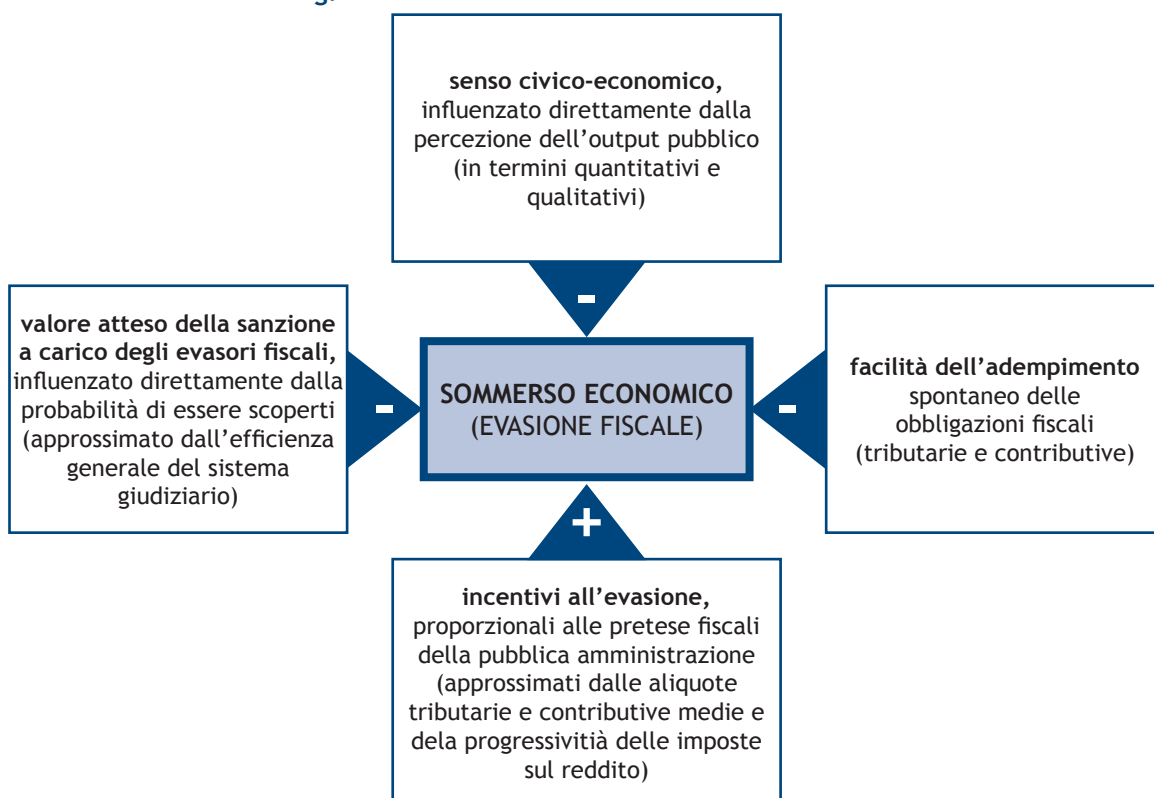 senso civico-economico,
influenzato direttamente dalla
percezione dell'output pubblico
(in termini quantitativi e
qualitativi)
-
valore atteso della sanzione
a carico degli evasori fiscali,
influenzato direttamente dalla
probabilità di essere scoperti
(approssimato dall'efficienza
generale del sistema
giudiziario)
-
SOMMERSO ECONOMICO
(EVASIONE FISCALE)
-
facilità dell'adempimento
spontaneo delle
obbligazioni fiscali
(tributarie e contributive)
+
incentivi all'evasione,
proporzionali alle pretese fiscali
della pubblica amministrazione
(approssimati dalle aliquote
tributarie e contributive medie e
dela progressivitià delle imposte
sul reddito)